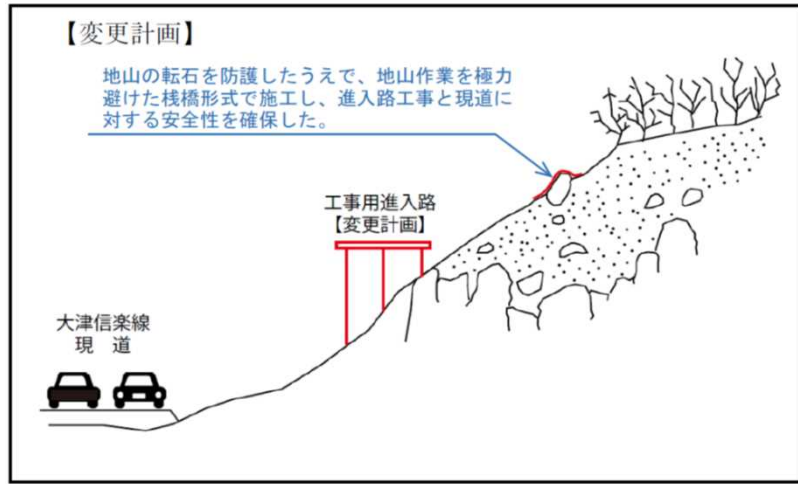 【変更計画】
地山の転石を防護したうえで、地山作業を極力
避けた桟橋形式で施工し、進入路工事と現道に
対する安全性を確保した。
工事用進入路
【変更計画】
大津信楽線
現　道